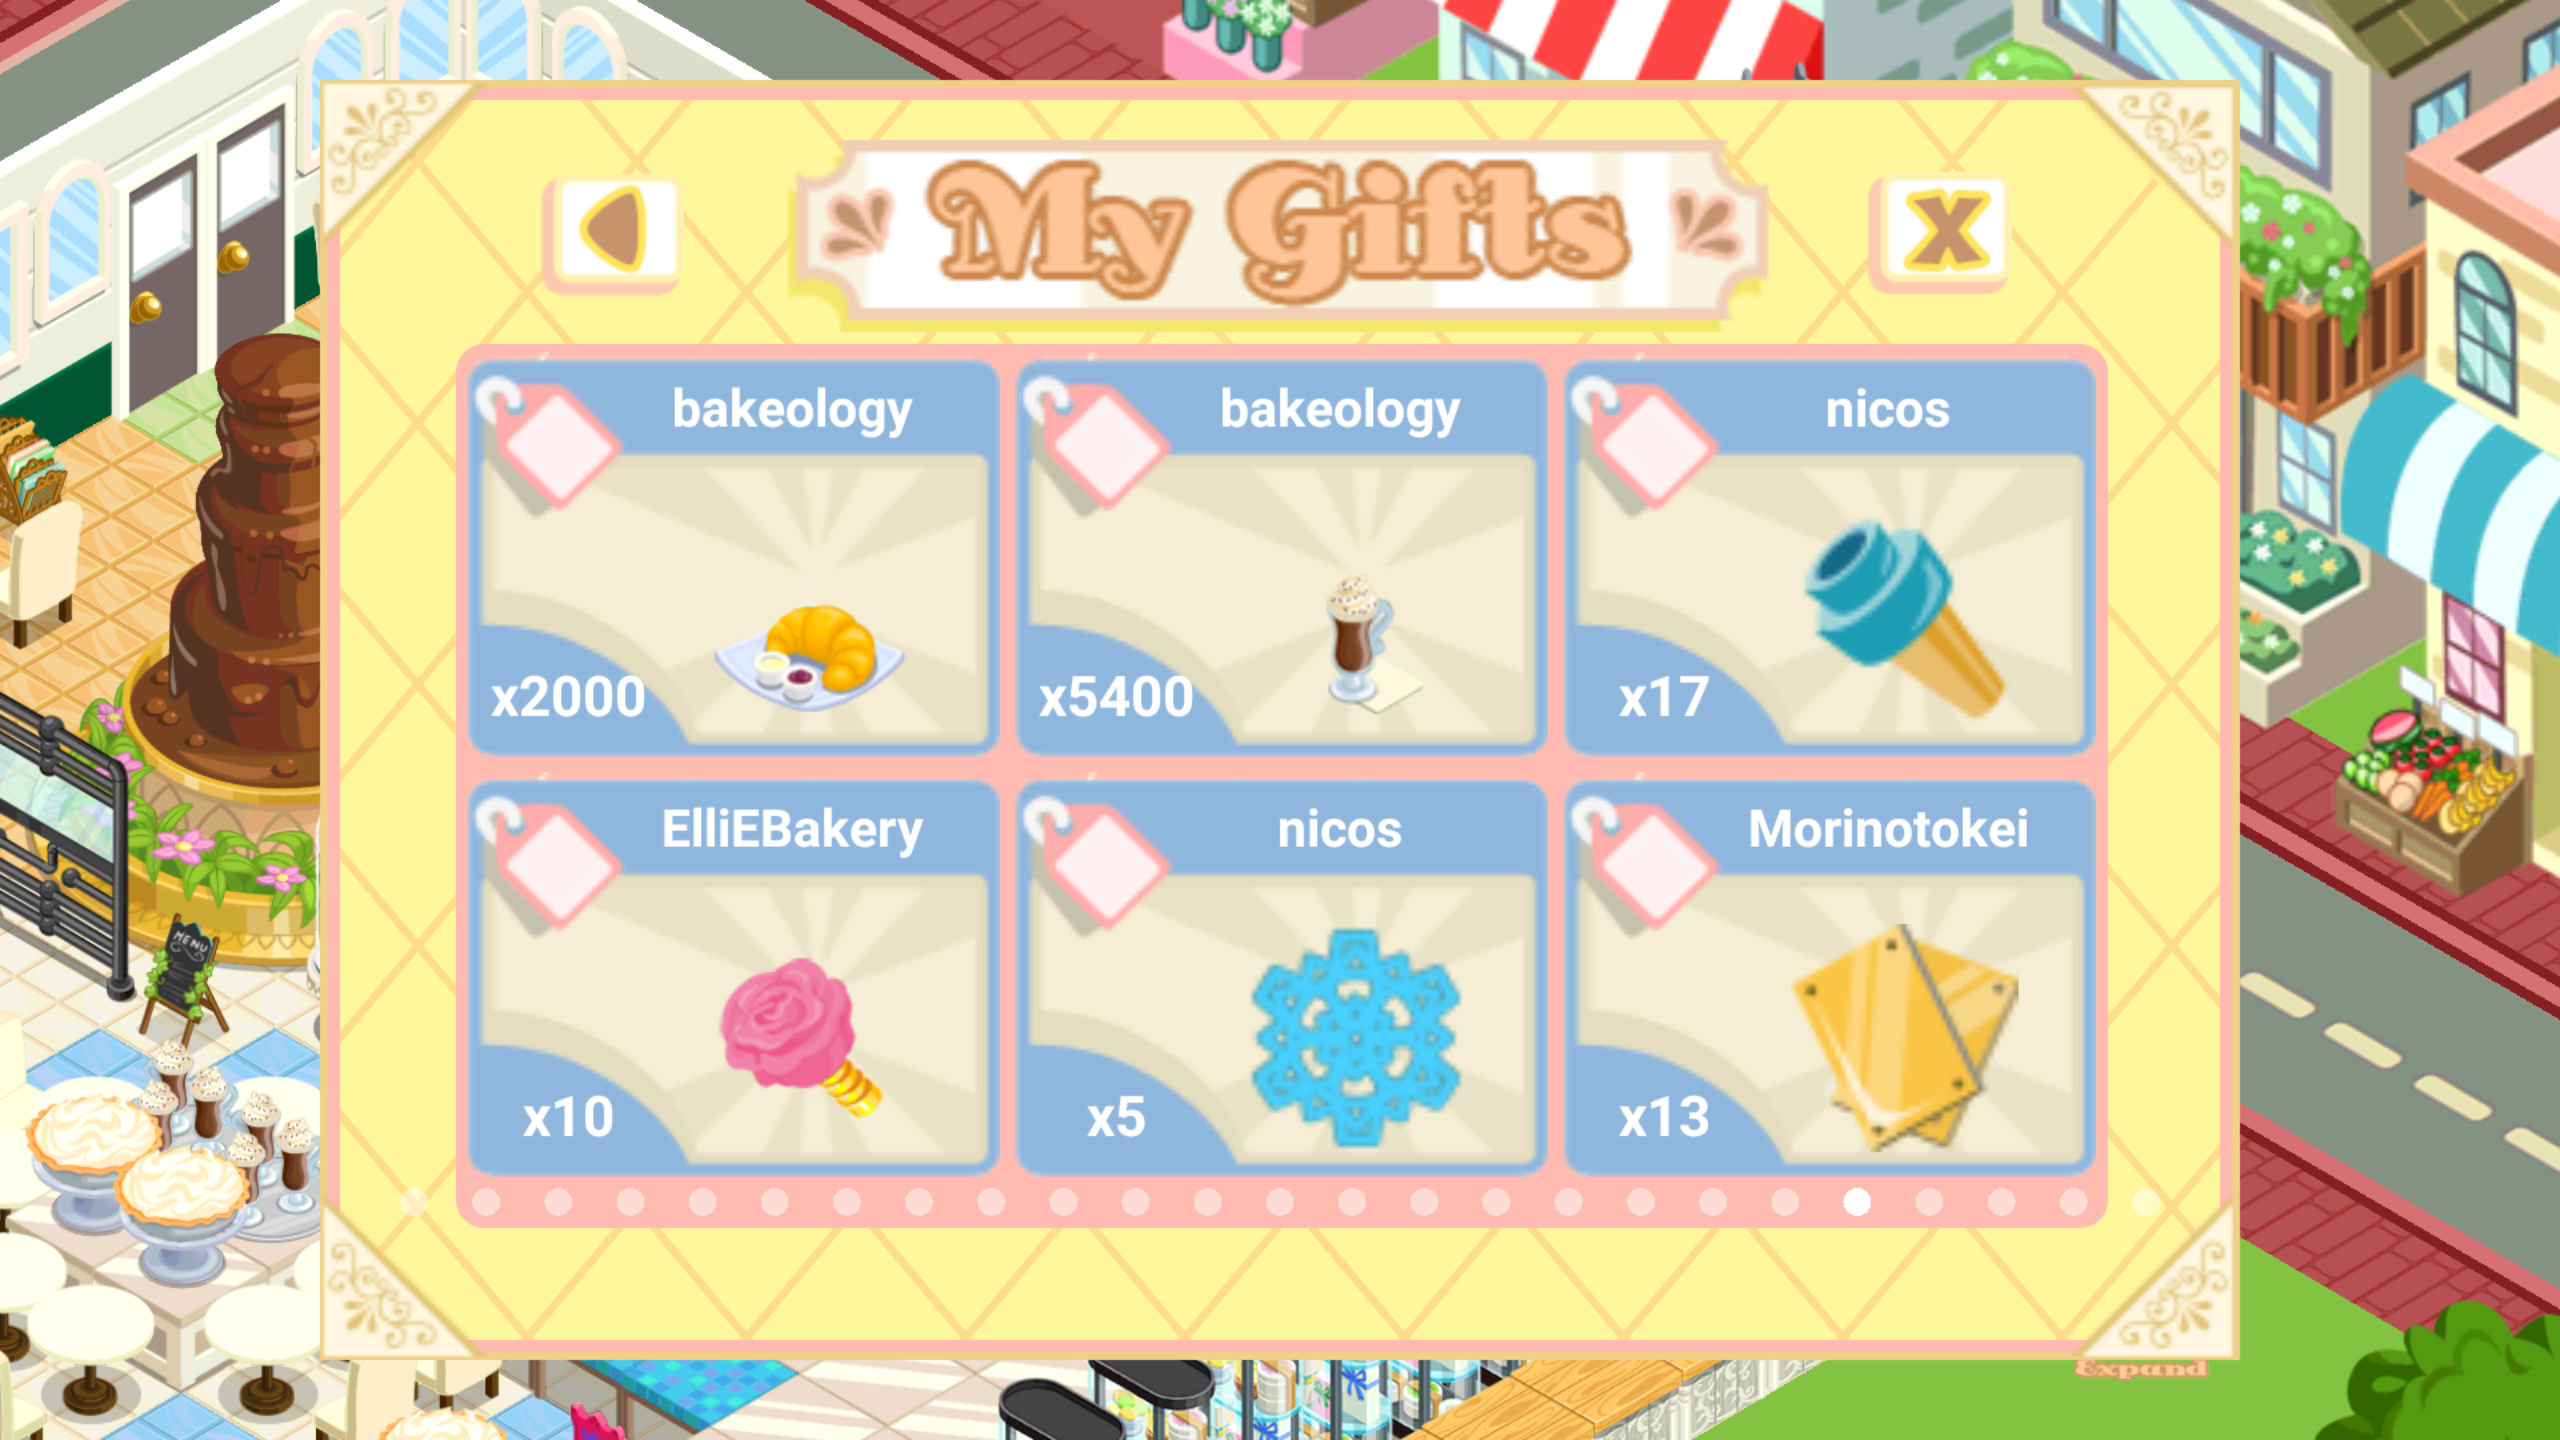 My Gifts
bakeology
bakeology
nicos
x2000
x5400
x17
ElliEBakery
nicos
Morinotokei
x10
x5
x13
MENU
Expand